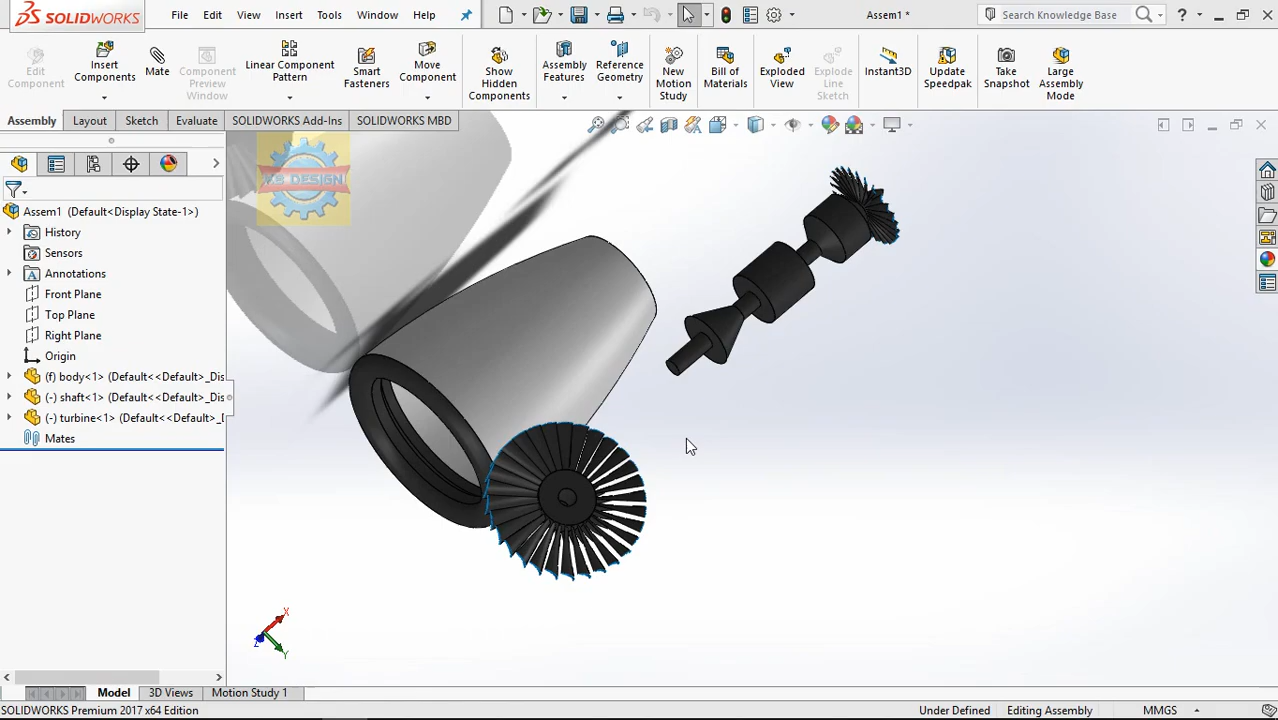 SOLIDWORKS File Edit View Insert Tools Window Help Assem1 * Search Knowledge Base ?
Edit Component
Insert Components
Mate
Component Preview Window
Linear Component Pattern
Smart Fasteners
Move Component
Show Hidden Components
Assembly Features
Reference Geometry
New Motion Study
Bill of Materials
Exploded View
Explode Line Sketch
Instant3D
Update Speedpak
Take Snapshot
Large Assembly Mode
Assembly Layout Sketch Evaluate SOLIDWORKS Add-Ins SOLIDWORKS MBD
Assem1 (Default<Display State-1>)
History
Sensors
Annotations
Front Plane
Top Plane
Right Plane
Origin
(f) body<1> (Default<<Default>_Dis
(-) shaft<1> (Default<<Default>_Dis
(-) turbine<1> (Default<<Default>_D
Mates
X
Y
Z
Model 3D Views Motion Study 1
SOLIDWORKS Premium 2017 x64 Edition Under Defined Editing Assembly MMGS